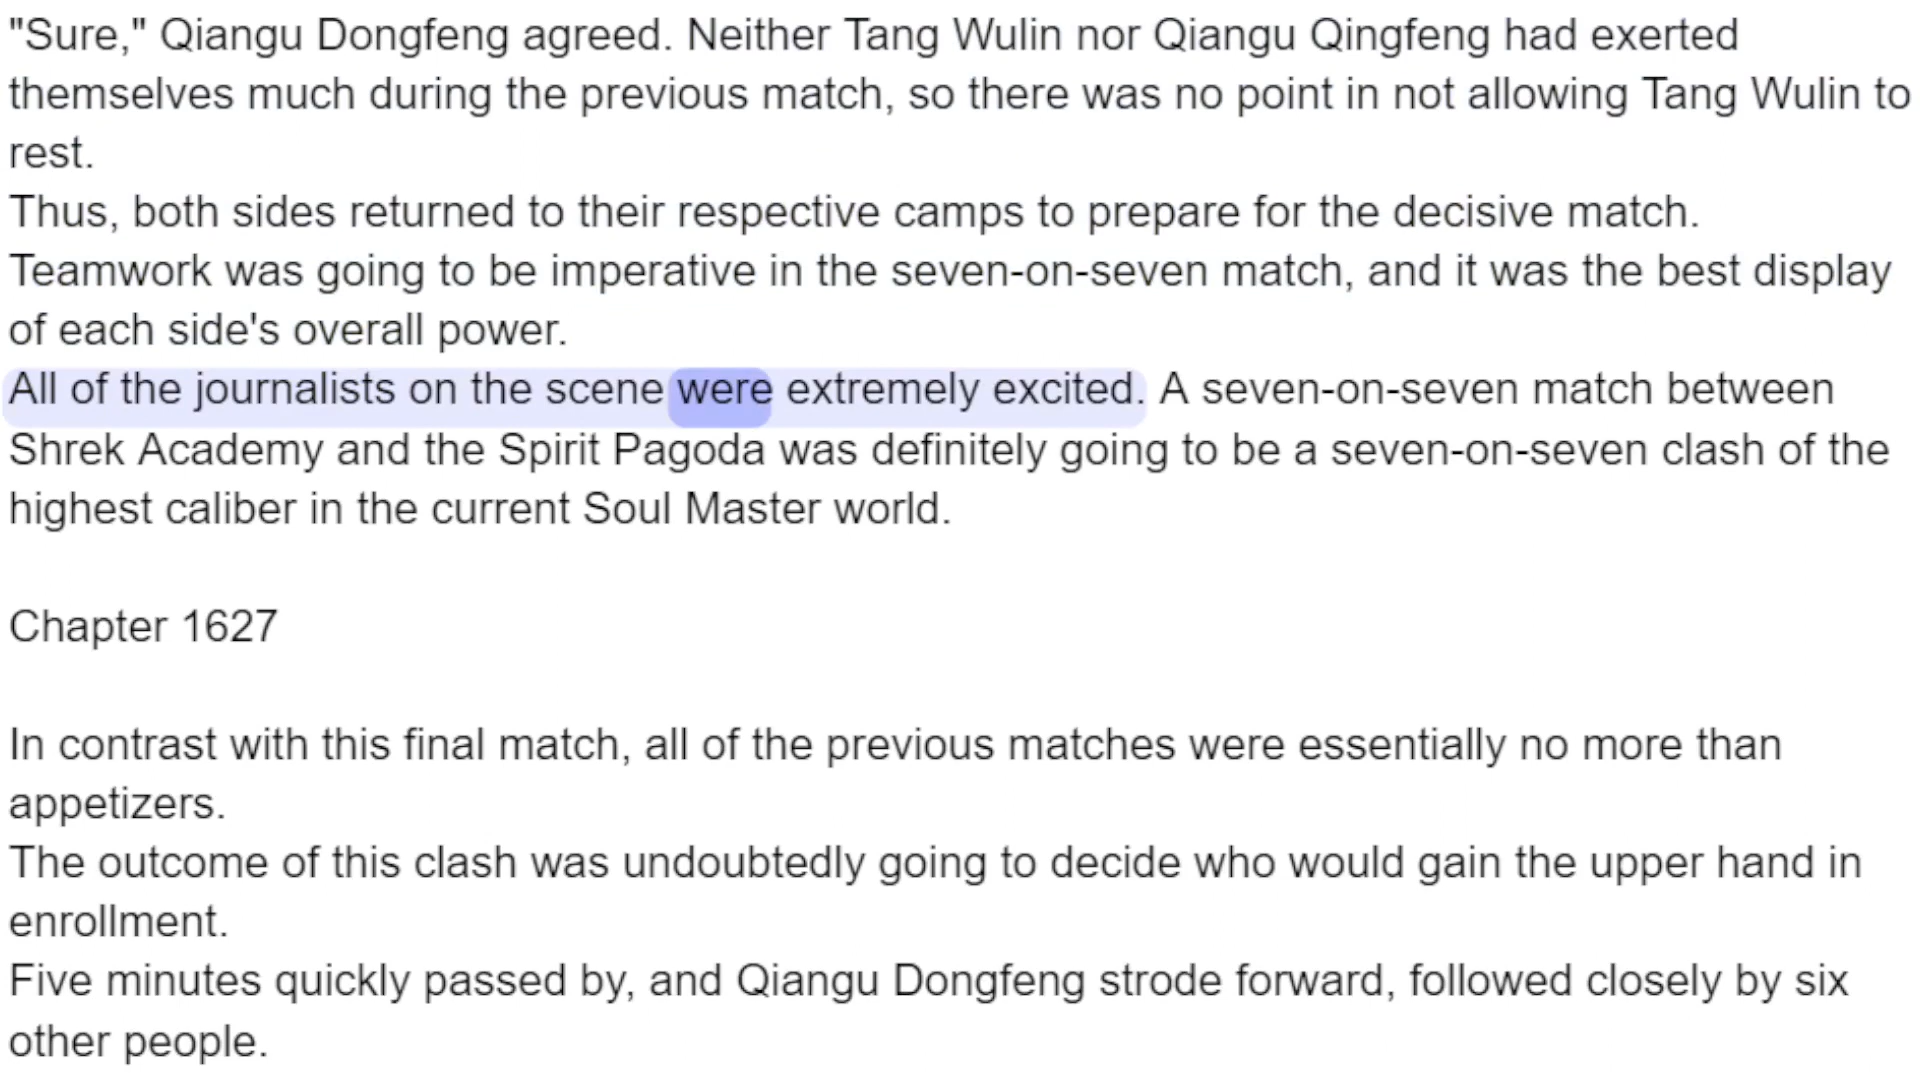 "Sure," Qiangu Dongfeng agreed. Neither Tang Wulin nor Qiangu Qingfeng had exerted
themselves much during the previous match, so there was no point in not allowing Tang Wulin to
rest.
Thus, both sides returned to their respective camps to prepare for the decisive match.
Teamwork was going to be imperative in the seven-on-seven match, and it was the best display
of each side's overall power.
All of the journalists on the scene were extremely excited. A seven-on-seven match between
Shrek Academy and the Spirit Pagoda was definitely going to be a seven-on-seven clash of the
highest caliber in the current Soul Master world.
Chapter 1627
In contrast with this final match, all of the previous matches were essentially no more than
appetizers.
The outcome of this clash was undoubtedly going to decide who would gain the upper hand in
enrollment.
Five minutes quickly passed by, and Qiangu Dongfeng strode forward, followed closely by six
other people.